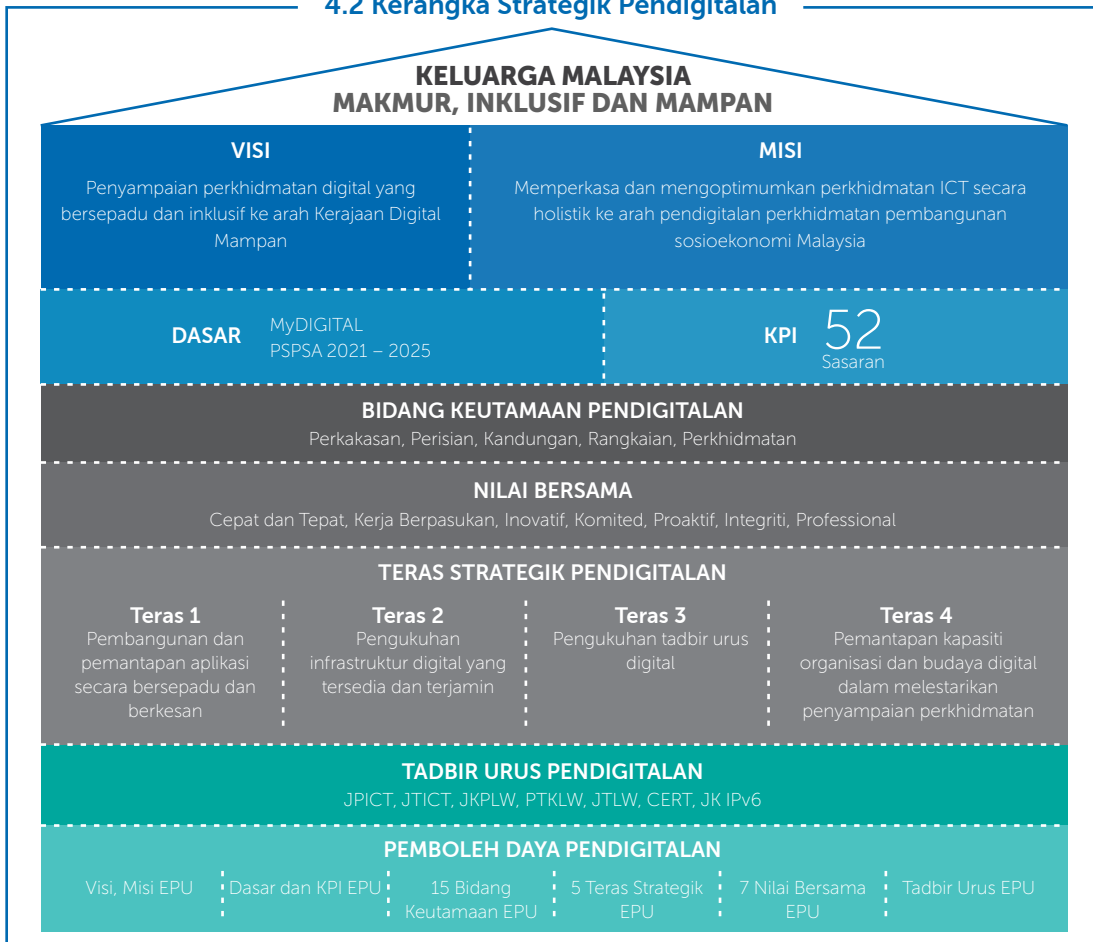 4.2 Kerangka Strategik Pendigitalan
KELUARGA MALAYSIA
MAKMUR, INKLUSIF DAN MAMPAN
VISI
Penyampaian perkhidmatan digital yang
bersepadu dan inklusif ke arah Kerajaan Digital
Mampan
MISI
Memperkasa dan mengoptimumkan perkhidmatan ICT secara
holistik ke arah pendigitalan perkhidmatan pembangunan
sosioekonomi Malaysia
DASAR
MyDIGITAL
PSPSA 2021 – 2025
KPI
52
Sasaran
BIDANG KEUTAMAAN PENDIGITALAN
Perkakasan, Perisian, Kandungan, Rangkaian, Perkhidmatan
NILAI BERSAMA
Cepat dan Tepat, Kerja Berpasukan, Inovatif, Komited, Proaktif, Integriti, Professional
TERAS STRATEGIK PENDIGITALAN
Teras 1
Pembangunan dan
pemantapan aplikasi
secara bersepadu dan
berkesan
Teras 2
Pengukuhan
infrastruktur digital yang
tersedia dan terjamin
Teras 3
Pengukuhan tadbir urus
digital
Teras 4
Pemantapan kapasiti
organisasi dan budaya digital
dalam melestarikan
penyampaian perkhidmatan
TADBIR URUS PENDIGITALAN
JPICT, JTICT, JKPLW, PTKLW, JTLW, CERT, JK IPv6
PEMBOLEH DAYA PENDIGITALAN
Visi, Misi EPU
Dasar dan KPI EPU
15 Bidang
Keutamaan EPU
5 Teras Strategik
EPU
7 Nilai Bersama
EPU
Tadbir Urus EPU